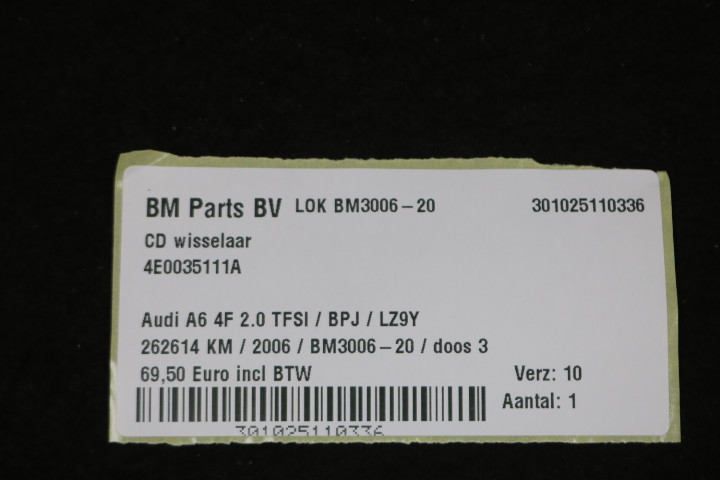 BM Parts BV LOK BM3006-20 301025110336
CD wisselaar
4E0035111A
Audi A6 4F 2.0 TFSI / BPJ / LZ9Y
262614 KM / 2006 / BM3006-20 / doos 3
69,50 Euro incl BTW Verz: 10
Aantal: 1
301025110336